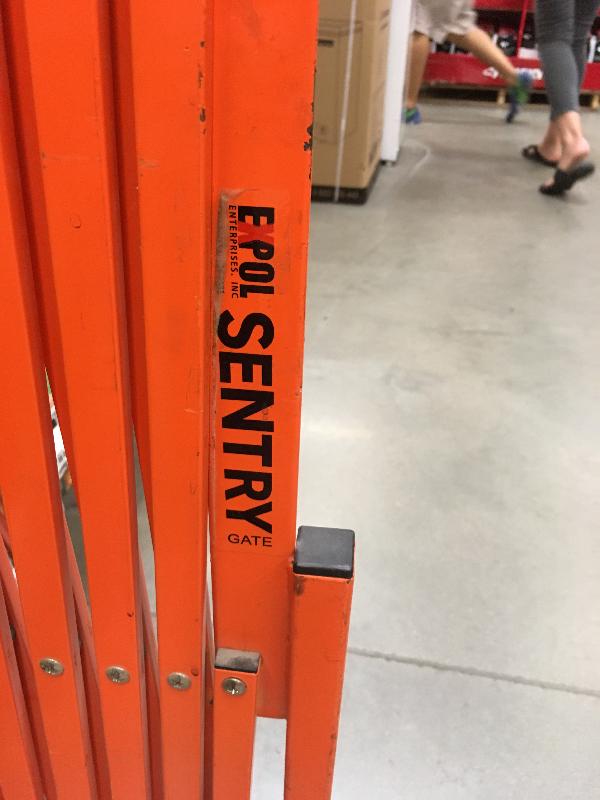 EXPOL
ENTERPRISES, INC
SENTRY
GATE